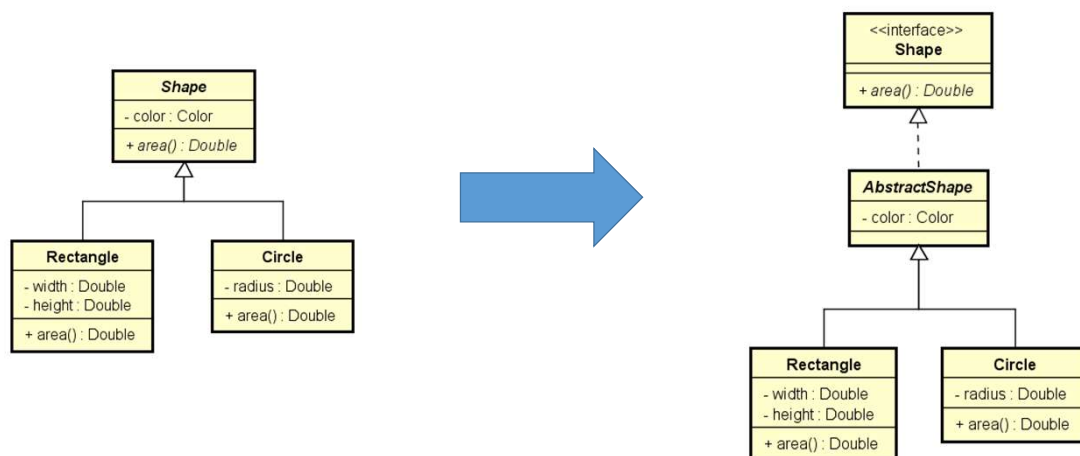 Shape
- color : Color
+ area() : Double
Rectangle
- width : Double
- height : Double
+ area() : Double
Circle
- radius : Double
+ area() : Double
<<interface>>
Shape
+ area() : Double
AbstractShape
- color : Color
Rectangle
- width : Double
- height : Double
+ area() : Double
Circle
- radius : Double
+ area() : Double